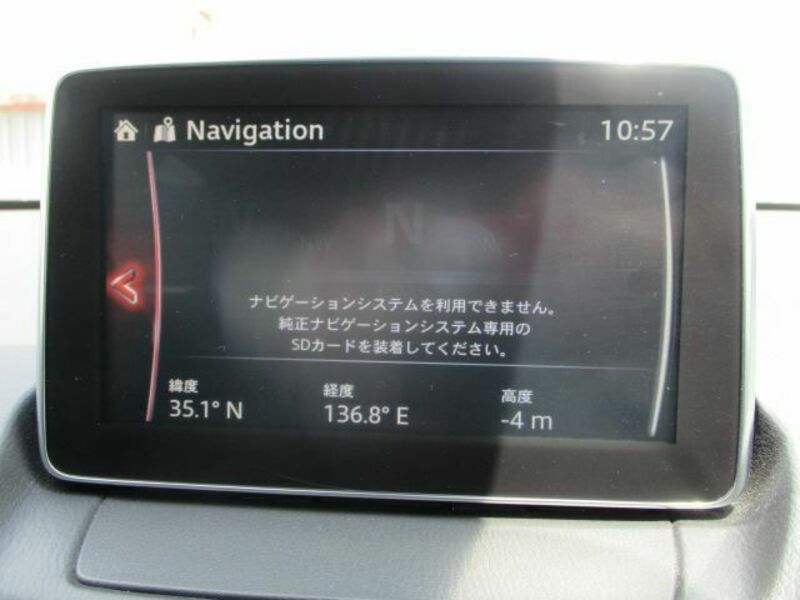 Navigation 10:57
N
ナビゲーションシステムを利用できません。
純正ナビゲーションシステム専用の
SDカードを装着してください。
緯度 経度 高度
35.1° N 136.8° E -4 m